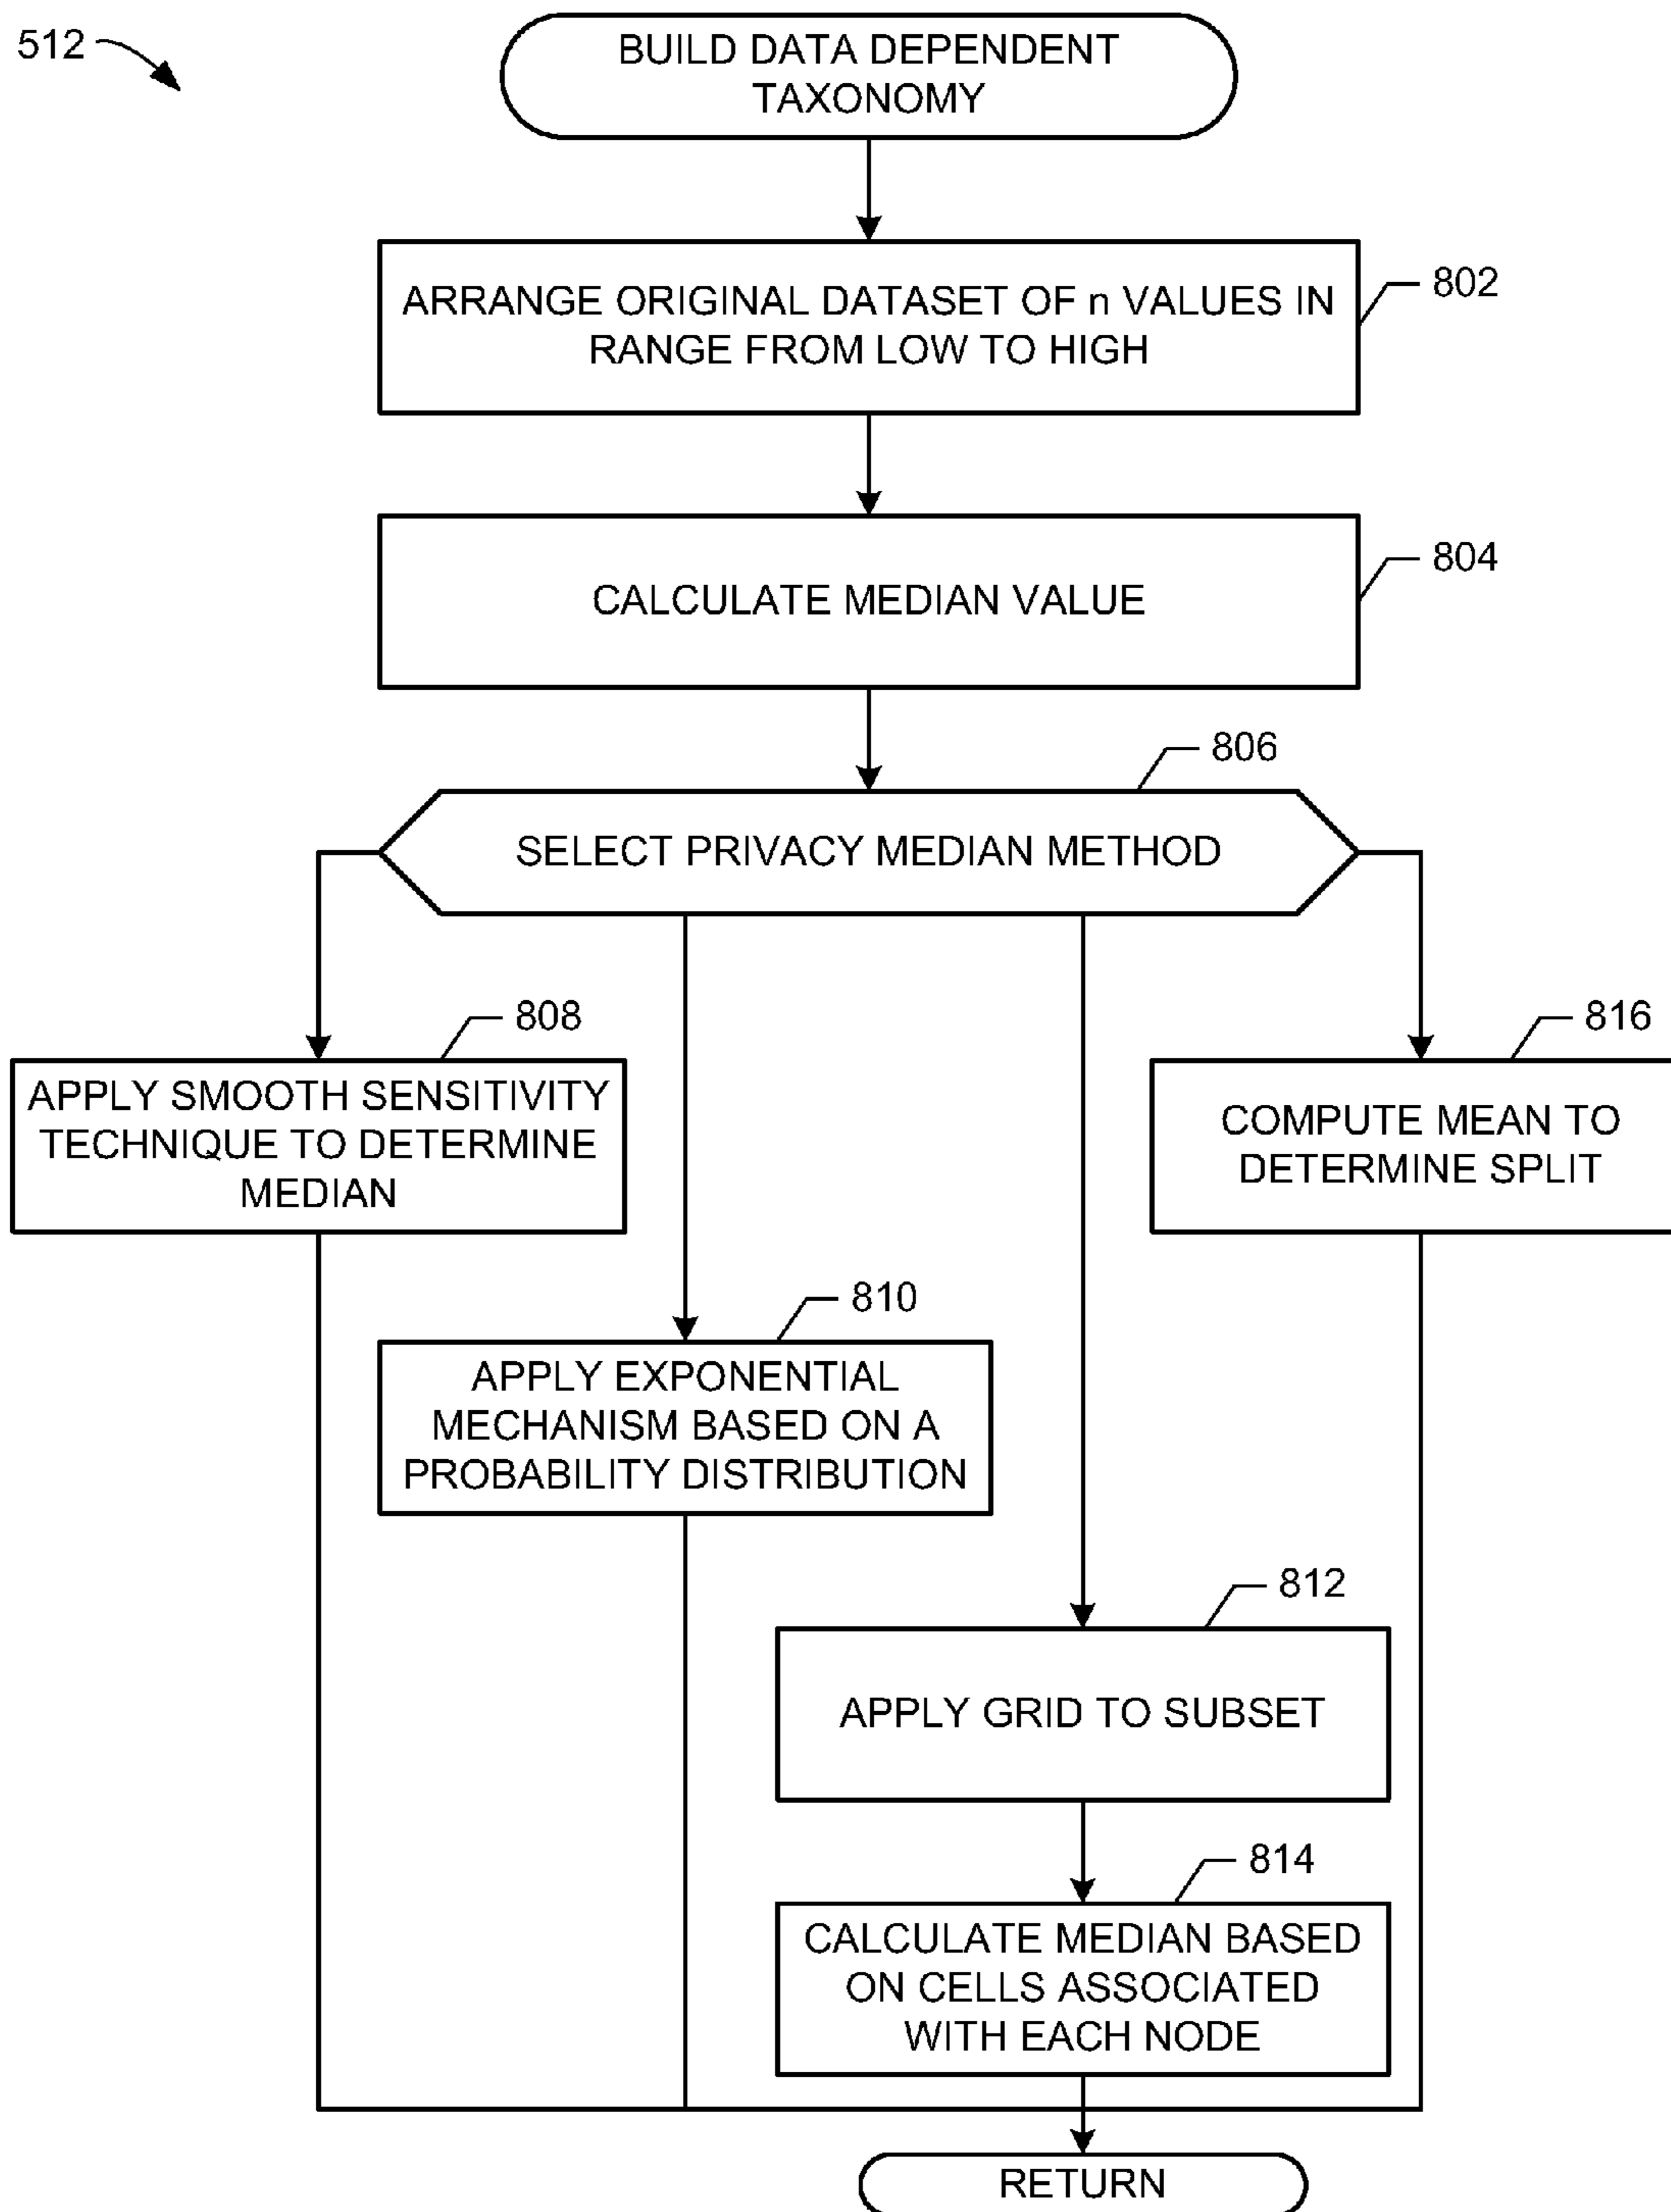 512
BUILD DATA DEPENDENT
TAXONOMY
802
ARRANGE ORIGINAL DATASET OF n VALUES IN
RANGE FROM LOW TO HIGH
804
CALCULATE MEDIAN VALUE
806
SELECT PRIVACY MEDIAN METHOD
808
APPLY SMOOTH SENSITIVITY
TECHNIQUE TO DETERMINE
MEDIAN
816
COMPUTE MEAN TO
DETERMINE SPLIT
810
APPLY EXPONENTIAL
MECHANISM BASED ON A
PROBABILITY DISTRIBUTION
812
APPLY GRID TO SUBSET
814
CALCULATE MEDIAN BASED
ON CELLS ASSOCIATED
WITH EACH NODE
RETURN